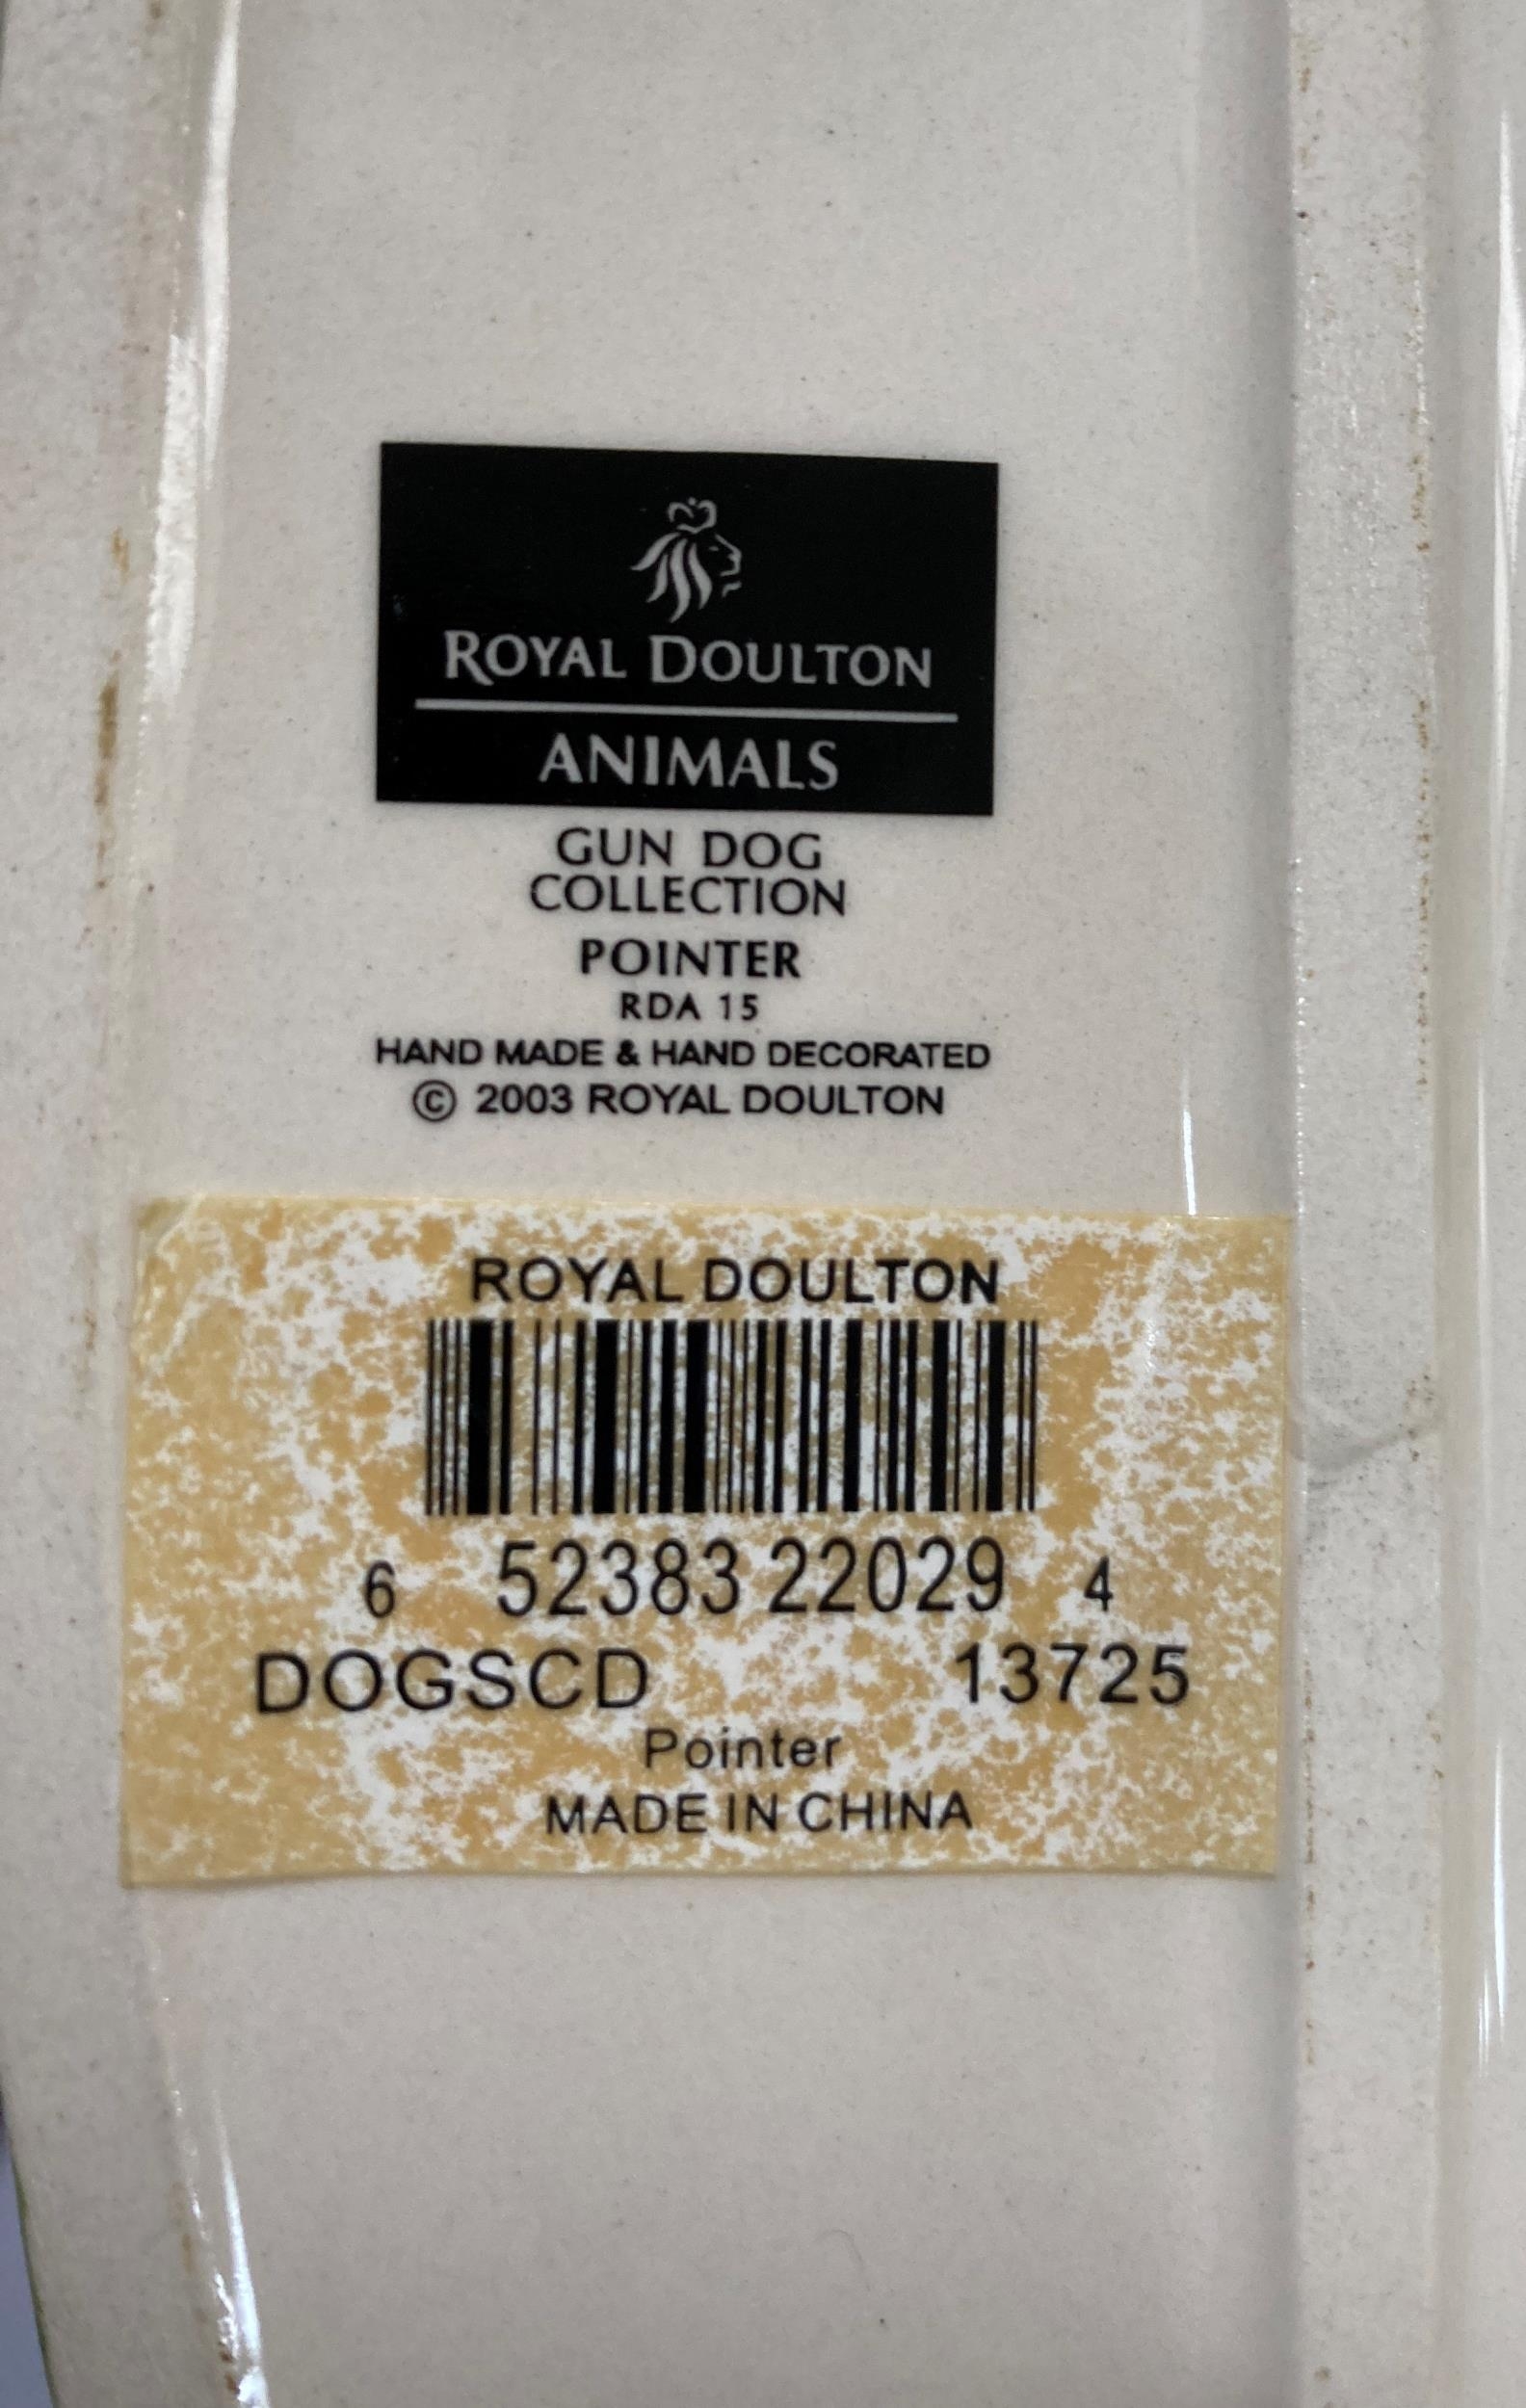 ROYAL DOULTON
ANIMALS
GUN DOG
COLLECTION
POINTER
RDA 15
HAND MADE & HAND DECORATED
© 2003 ROYAL DOULTON
ROYAL DOULTON
6 52383 22029 4
DOGSCD 13725
Pointer
MADE IN CHINA